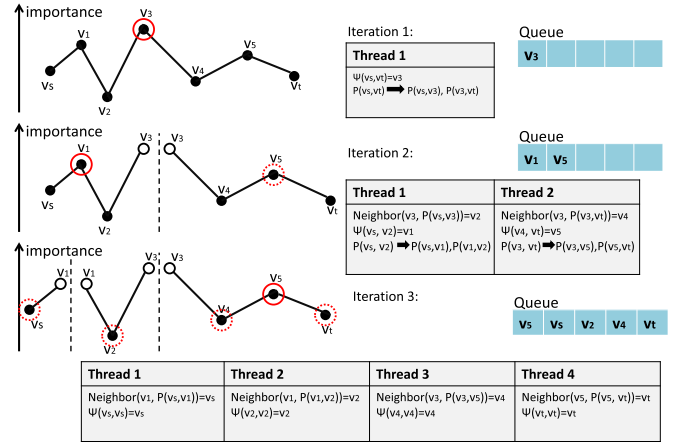 importance
v3
v1
vs
v2
v4
v5
vt
Iteration 1:
Thread 1
Ψ(vs,vt)=v3
P(vs,vt) ➡ P(vs,v3), P(v3,vt)
Queue
v3
importance
v1
v3
v3
v5
vs
v2
v4
vt
Iteration 2:
Queue
v1 v5
Thread 1 Thread 2
Neighbor(v3, P(vs,v3))=v2 Neighbor(v3, P(v3,vt))=v4
Ψ(vs, v2)=v1 Ψ(v4, vt)=v5
P(vs, v2) ➡ P(vs,v1),P(v1,v2) P(v3, vt) ➡ P(v3,v5),P(v5,vt)
importance
v1
v1
v3
v3
v5
vs
v2
v4
vt
Iteration 3:
Queue
v5 vs v2 v4 vt
Thread 1 Thread 2 Thread 3 Thread 4
Neighbor(v1, P(vs,v1))=vs Neighbor(v1, P(v1,v2))=v2 Neighbor(v3, P(v3,v5))=v4 Neighbor(v5, P(v5, vt))=vt
Ψ(vs,vs)=vs Ψ(v2,v2)=v2 Ψ(v4,v4)=v4 Ψ(vt,vt)=vt